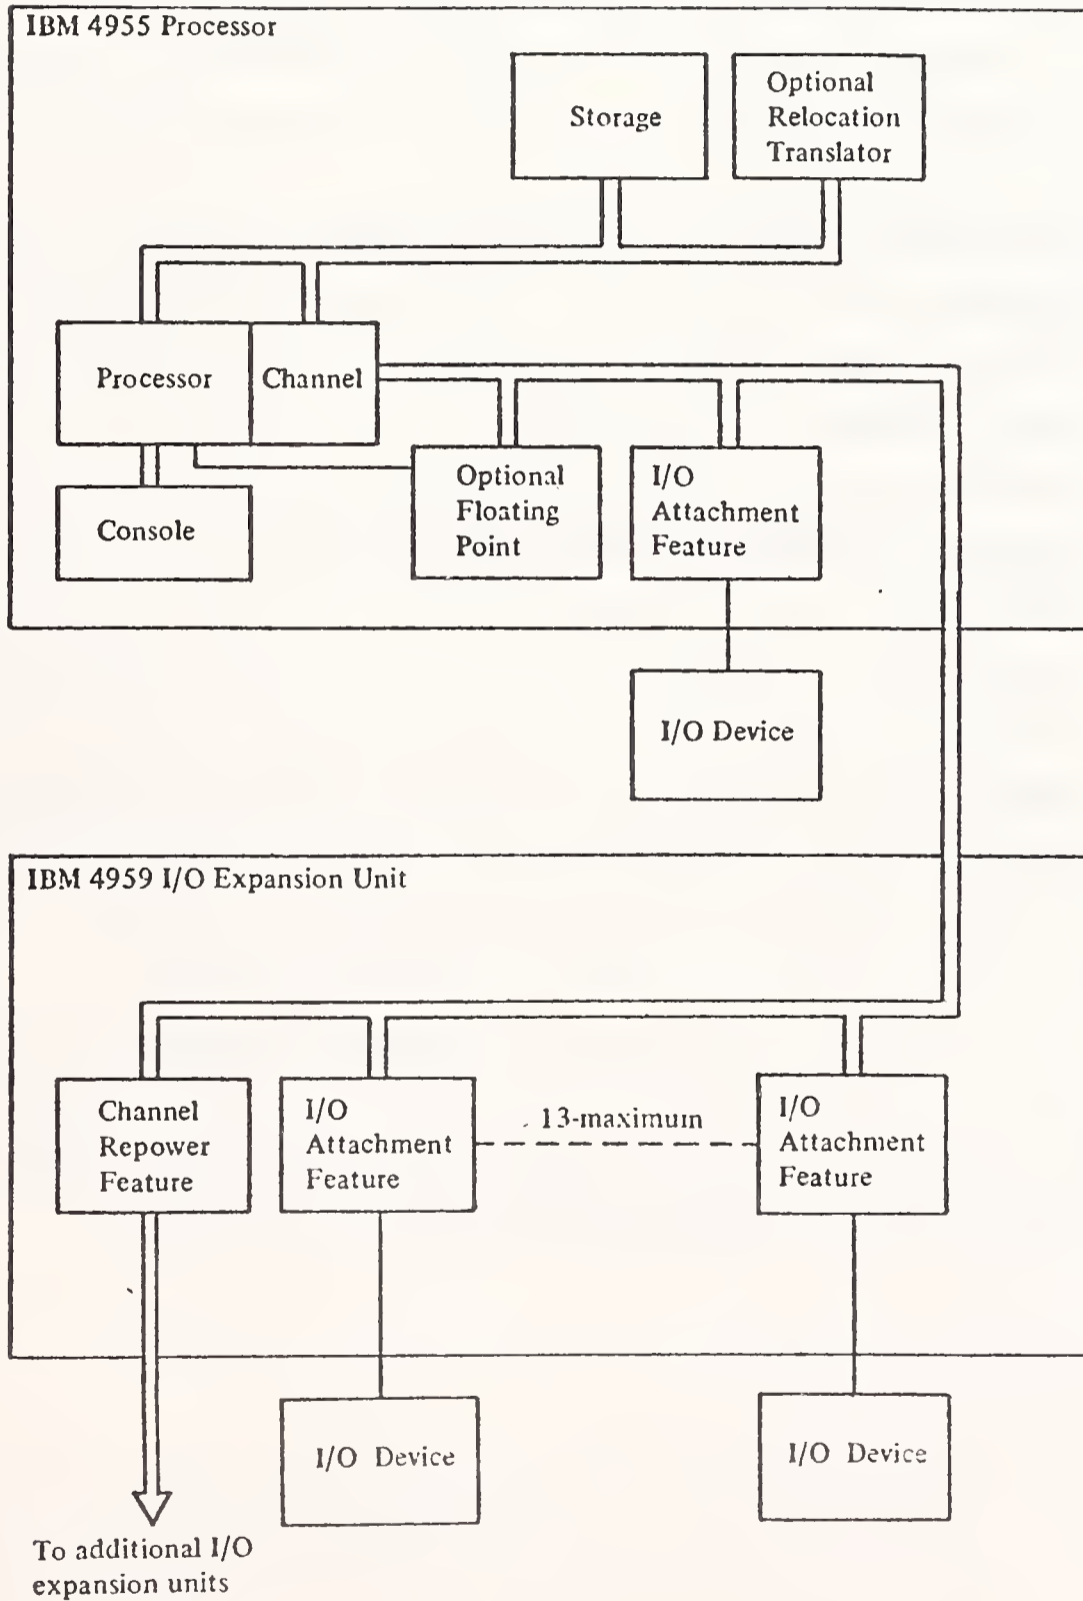 IBM 4955 Processor
Storage
Optional
Relocation
Translator
Processor
Channel
Console
Optional
Floating
Point
I/O
Attachment
Feature
I/O Device
IBM 4959 I/O Expansion Unit
Channel
Repower
Feature
I/O
Attachment
Feature
13-maximum
I/O
Attachment
Feature
I/O Device
I/O Device
To additional I/O
expansion units